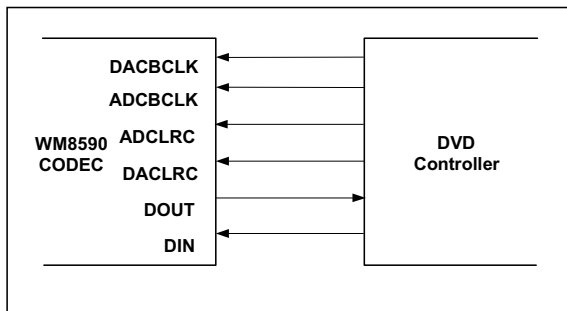 DACBCLK
ADCBCLK
ADCLRC
WM8590
CODEC
DACLRC
DOUT
DIN
DVD
Controller